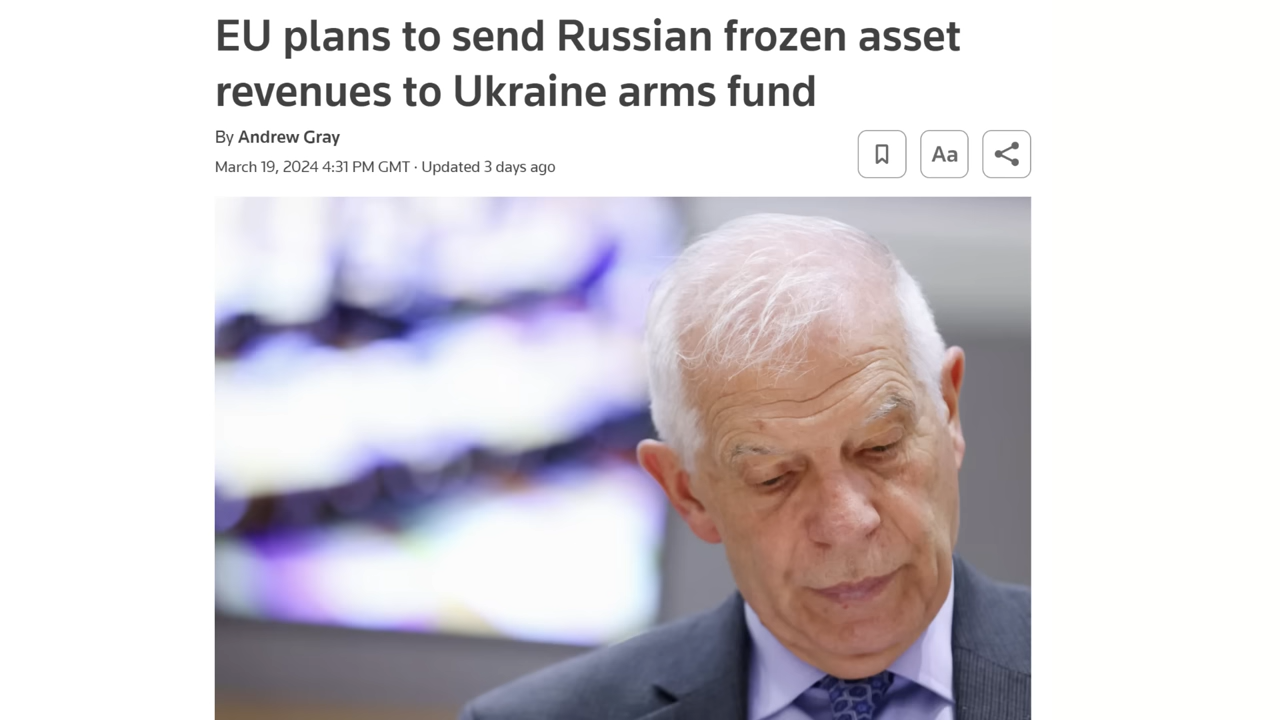 EU plans to send Russian frozen asset
revenues to Ukraine arms fund
By Andrew Gray
March 19, 2024 4:31 PM GMT · Updated 3 days ago
Aa